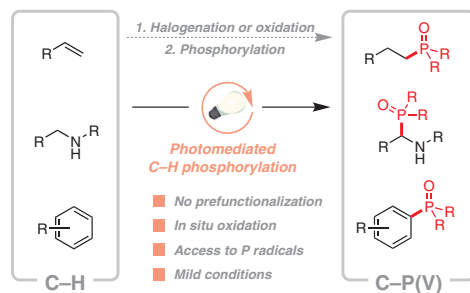 1. Halogenation or oxidation
2. Phosphorylation
R
O
P
R
R
R
R
N
H
R
Photomediated
C–H phosphorylation
O
P
R
R
R
N
H
R
R
No prefunctionalization
In situ oxidation
Access to P radicals
Mild conditions
O
P
R
R
R
C–H
C–P(V)